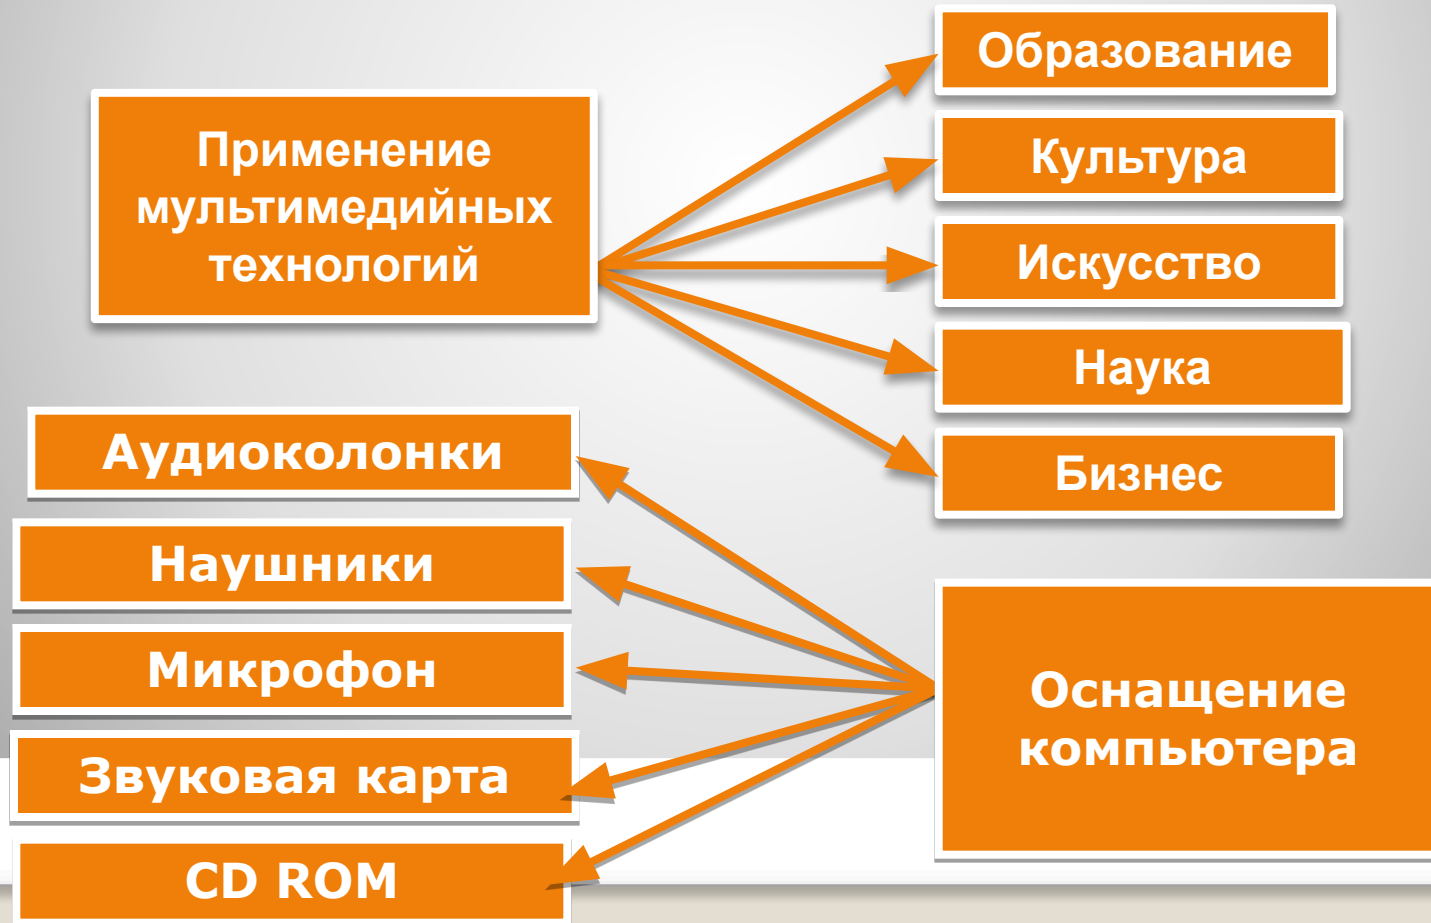 Применение
мультимедийных
технологий
Образование
Культура
Искусство
Наука
Бизнес
Аудиоколонки
Наушники
Микрофон
Звуковая карта
CD ROM
Оснащение
компьютера